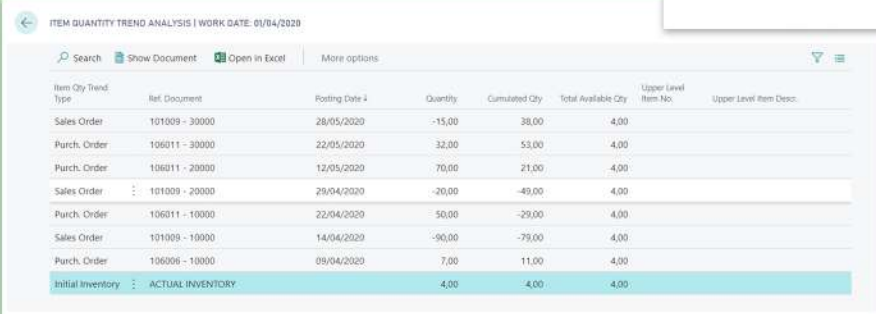 ITEM QUANTITY TREND ANALYSIS | WORK DATE: 01/04/2020
Search Show Document Open in Excel More options
Item Qty Trend Type Ref. Document Posting Date ↓ Quantity Cumulated Qty Total Available Qty Upper Level Item No. Upper Level Item Descr.
Sales Order 101009 - 30000 28/05/2020 -15,00 38,00 4,00
Purch. Order 106011 - 30000 22/05/2020 32,00 53,00 4,00
Purch. Order 106011 - 20000 12/05/2020 70,00 21,00 4,00
Sales Order 101009 - 20000 29/04/2020 -20,00 -49,00 4,00
Purch. Order 106011 - 10000 22/04/2020 50,00 -29,00 4,00
Sales Order 101009 - 10000 14/04/2020 -90,00 -79,00 4,00
Purch. Order 106006 - 10000 09/04/2020 7,00 11,00 4,00
Initial Inventory ACTUAL INVENTORY 4,00 4,00 4,00